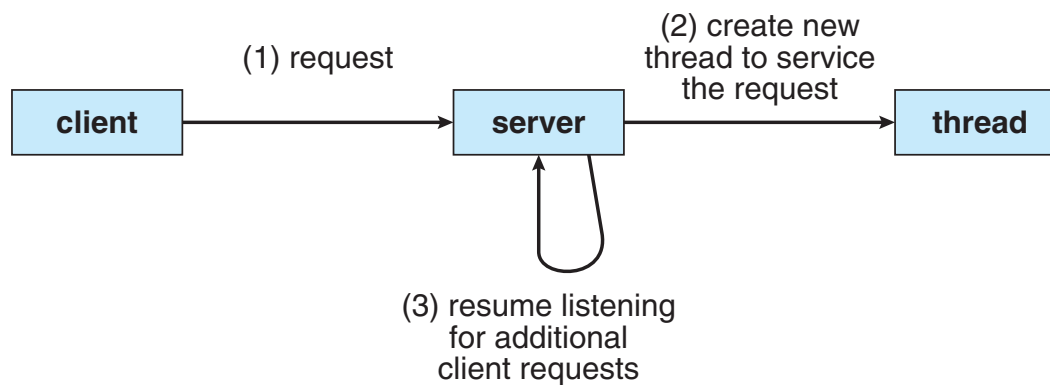 (1) request
(2) create new
thread to service
the request
client
server
thread
(3) resume listening
for additional
client requests